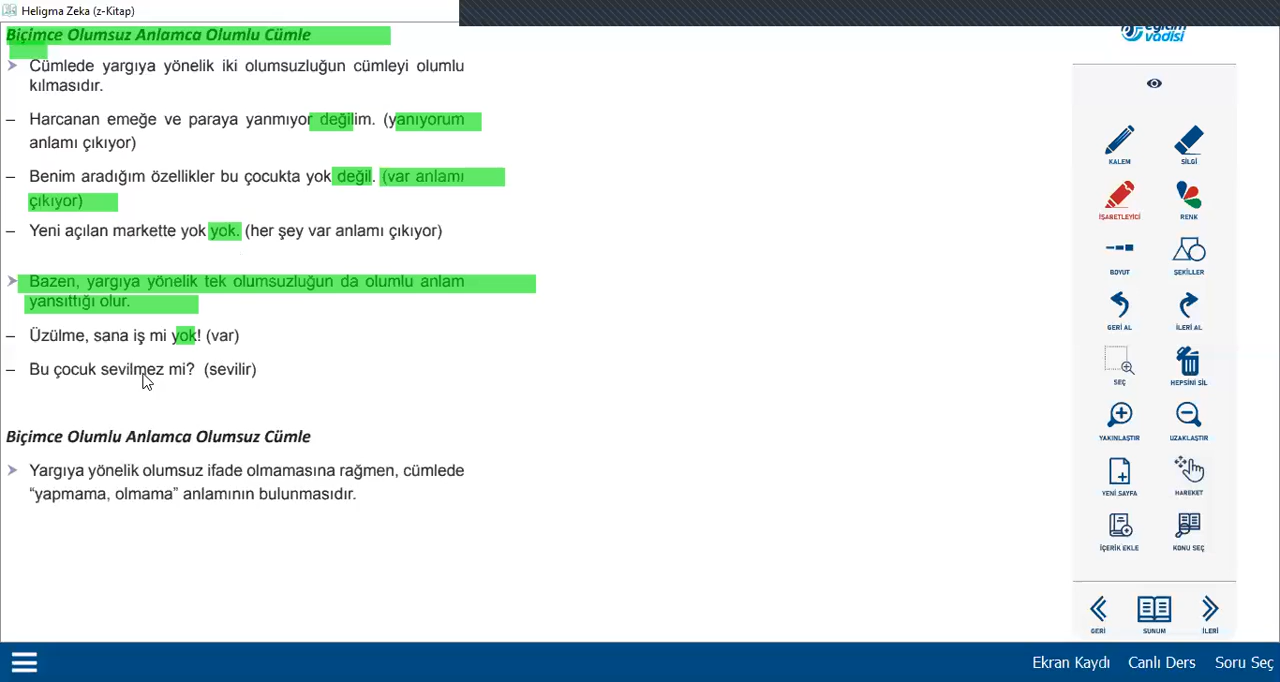 Heligma Zeka (z-Kitap)
Biçimce Olumsuz Anlamca Olumlu Cümle
eğitim
vadisi
➤ Cümlede yargıya yönelik iki olumsuzluğun cümleyi olumlu
kılmasıdır.
– Harcanan emeğe ve paraya yanmıyor değilim. (yanıyorum
anlamı çıkıyor)
– Benim aradığım özellikler bu çocukta yok değil. (var anlamı
çıkıyor)
– Yeni açılan markette yok yok. (her şey var anlamı çıkıyor)
➤ Bazen, yargıya yönelik tek olumsuzluğun da olumlu anlam
yansıttığı olur.
– Üzülme, sana iş mi yok! (var)
– Bu çocuk sevilmez mi? (sevilir)
Biçimce Olumlu Anlamca Olumsuz Cümle
➤ Yargıya yönelik olumsuz ifade olmamasına rağmen, cümlede
“yapmama, olmama” anlamının bulunmasıdır.
KALEM SİLGİ
İŞARETLEYİCİ RENK
BOYUT ŞEKİLLER
GERİ AL İLERİ AL
SEÇ HEPSİNİ SİL
YAKINLAŞTIR UZAKLAŞTIR
YENİ SAYFA HAREKET
İÇERİK EKLE KONU SEÇ
GERİ SUNUM İLERİ
Ekran Kaydı Canlı Ders Soru Seç